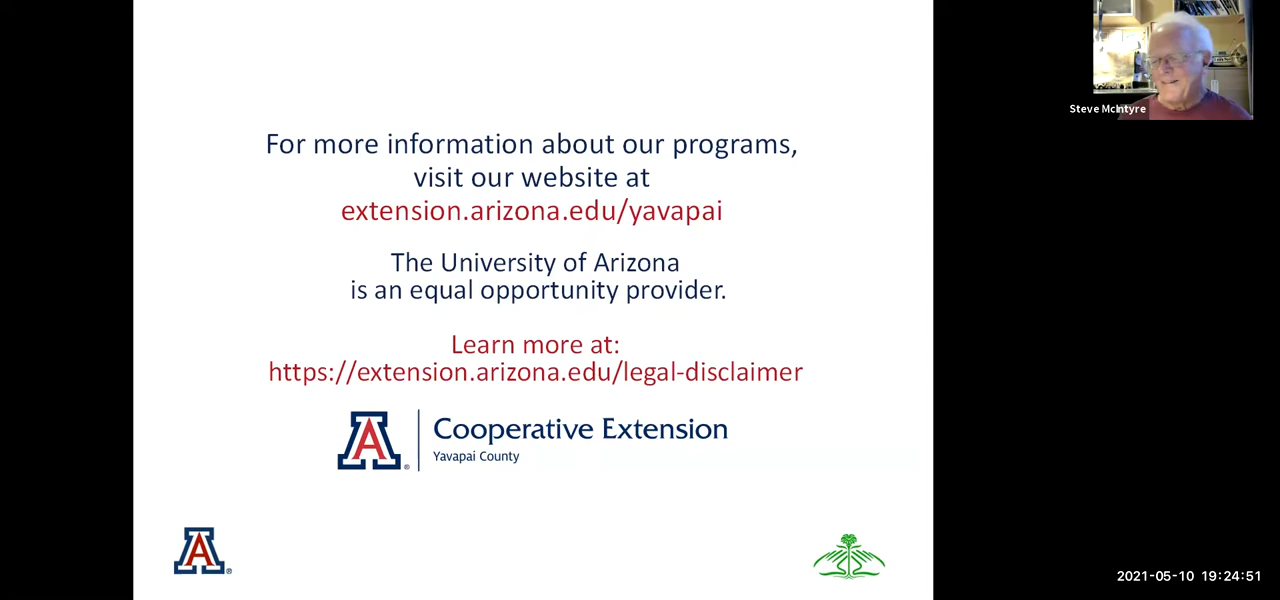 For more information about our programs,
visit our website at
extension.arizona.edu/yavapai
The University of Arizona
is an equal opportunity provider.
Learn more at:
https://extension.arizona.edu/legal-disclaimer
A ®
Cooperative Extension
Yavapai County
A ®
Steve McIntyre
2021-05-10 19:24:51